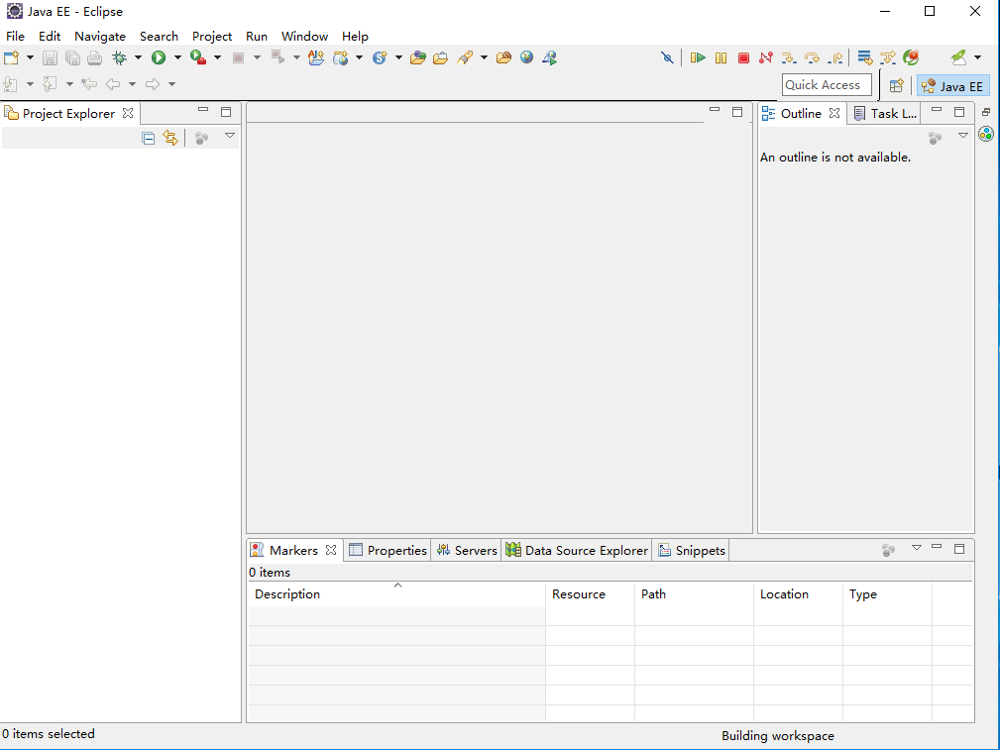 Java EE - Eclipse
File Edit Navigate Search Project Run Window Help
Quick Access
Java EE
Project Explorer
Outline
Task L...
An outline is not available.
Markers
Properties
Servers
Data Source Explorer
Snippets
0 items
Description
Resource
Path
Location
Type
0 items selected
Building workspace